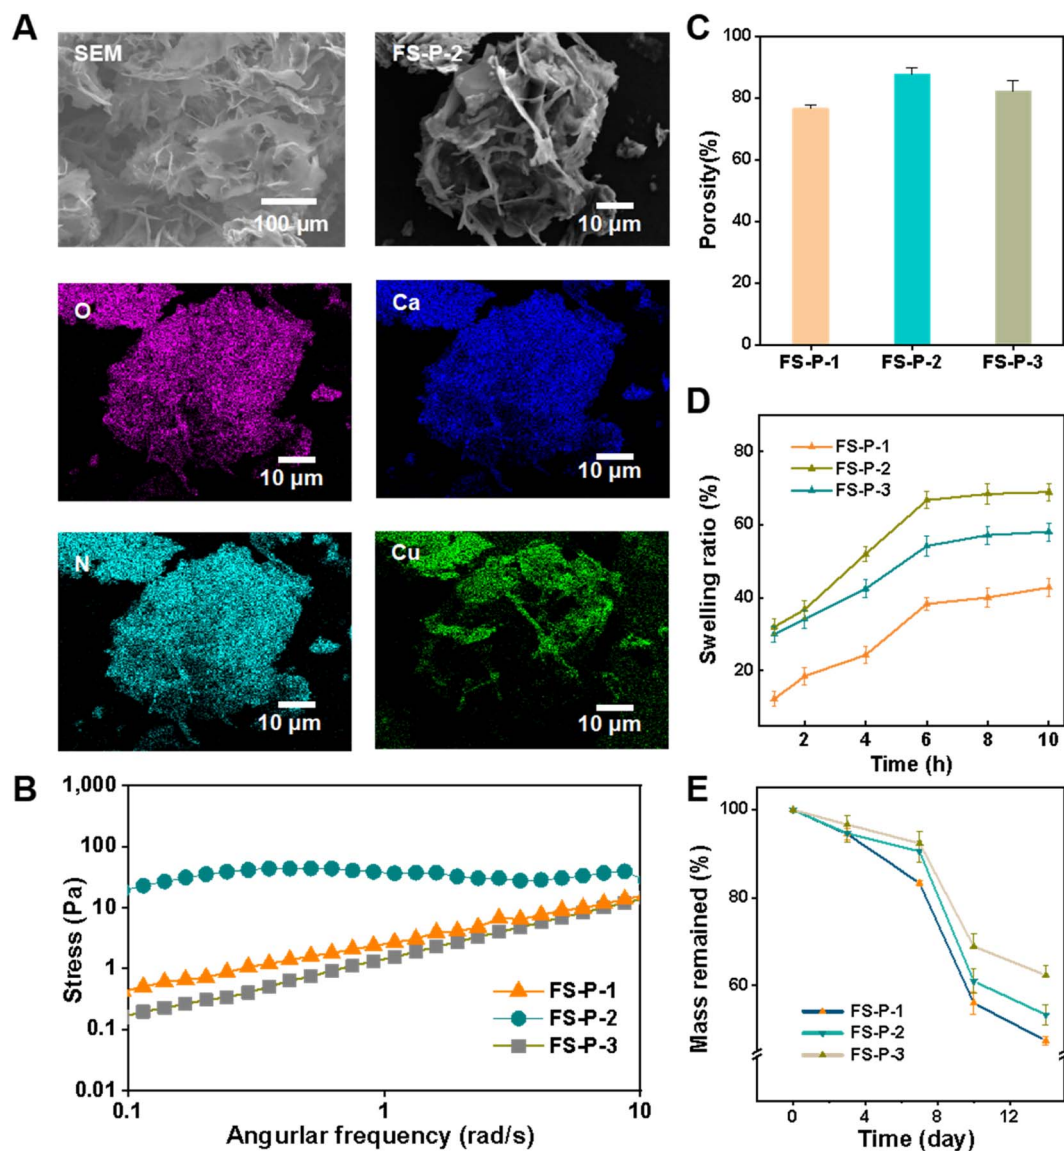 A
SEM
100 μm
FS-P-2
10 μm
O
10 μm
Ca
10 μm
N
10 μm
Cu
10 μm
B
Stress (Pa)
1,000
100
10
1
0.1
0.01
FS-P-1
FS-P-2
FS-P-3
0.1
1
10
Angurlar frequency (rad/s)
C
Porosity(%)
100
80
60
40
20
0
FS-P-1
FS-P-2
FS-P-3
D
Swelling ratio (%)
80
60
40
20
FS-P-1
FS-P-2
FS-P-3
2
4
6
8
10
Time (h)
E
Mass remained (%)
100
80
60
FS-P-1
FS-P-2
FS-P-3
0
4
8
12
Time (day)